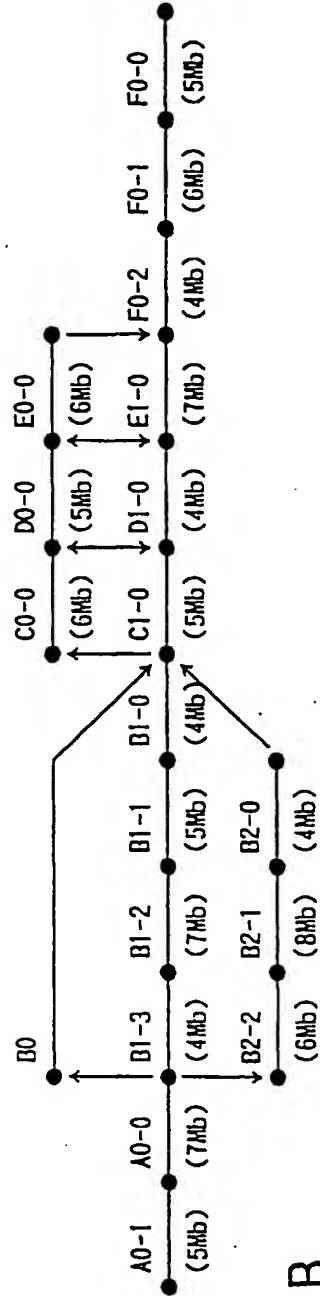 C0-0 D0-0 E0-0
(6Mb) (5Mb) (6Mb)
B0
A0-1 A0-0 B1-3 B1-2 B1-1 B1-0 C1-0 D1-0 E1-0 F0-2 F0-1 F0-0
(5Mb) (7Mb) (4Mb) (7Mb) (5Mb) (4Mb) (5Mb) (4Mb) (7Mb) (4Mb) (6Mb) (5Mb)
B2-2 B2-1 B2-0
(6Mb) (8Mb) (4Mb)
B